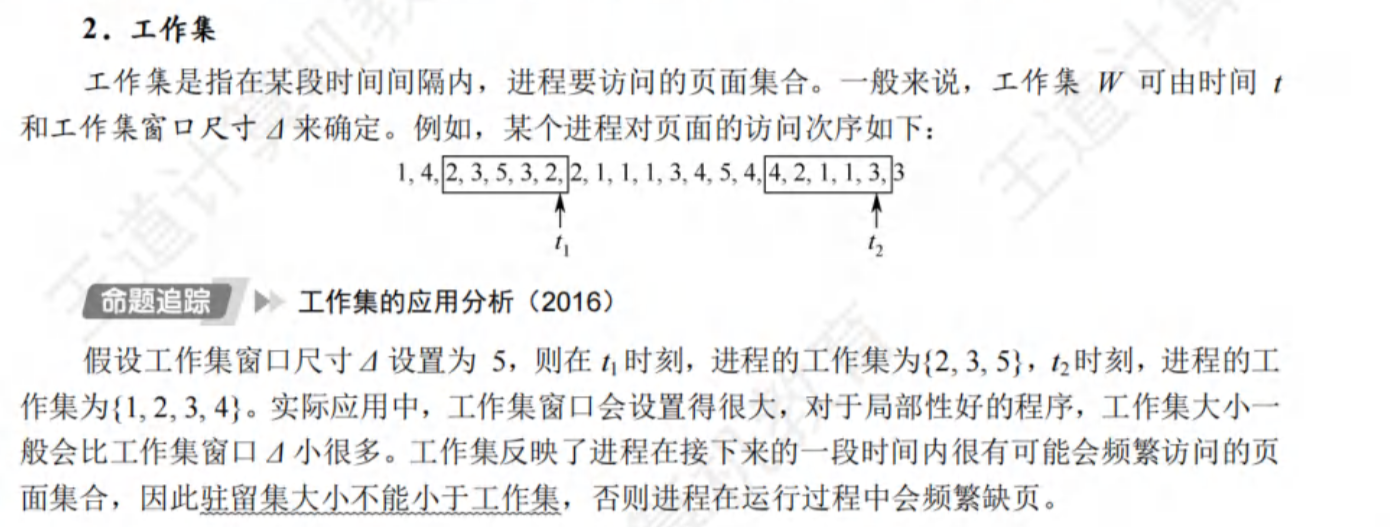 2．工作集
工作集是指在某段时间间隔内，进程要访问的页面集合。一般来说，工作集 W 可由时间 t
和工作集窗口尺寸 Δ 来确定。例如，某个进程对页面的访问次序如下：
1, 4, 2, 3, 5, 3, 2, 2, 1, 1, 1, 3, 4, 5, 4, 4, 2, 1, 1, 3, 3
t1 t2
命题追踪 工作集的应用分析（2016）
假设工作集窗口尺寸 Δ 设置为 5，则在 t1 时刻，进程的工作集为{2, 3, 5}，t2 时刻，进程的工
作集为{1, 2, 3, 4}。实际应用中，工作集窗口会设置得很大，对于局部性好的程序，工作集大小一
般会比工作集窗口 Δ 小很多。工作集反映了进程在接下来的一段时间内很有可能会频繁访问的页
面集合，因此驻留集大小不能小于工作集，否则进程在运行过程中会频繁缺页。